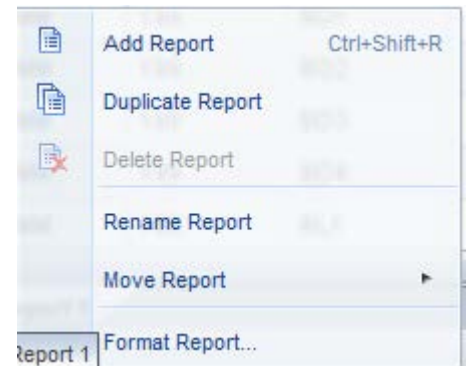 Add Report Ctrl+Shift+R
Duplicate Report
Delete Report
Rename Report
Move Report
Format Report...
Report 1